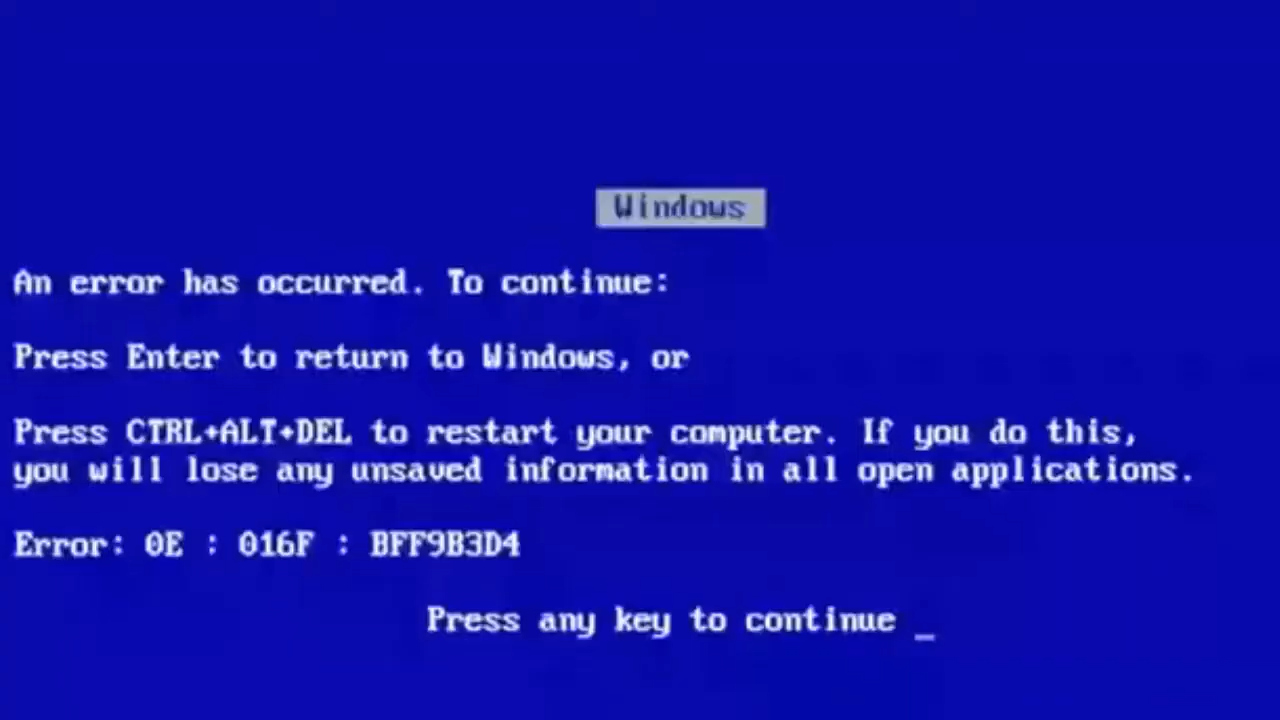 Windows
An error has occurred. To continue:
Press Enter to return to Windows, or
Press CTRL+ALT+DEL to restart your computer. If you do this,
you will lose any unsaved information in all open applications.
Error: 0E : 016F : BFF9B3D4
Press any key to continue _